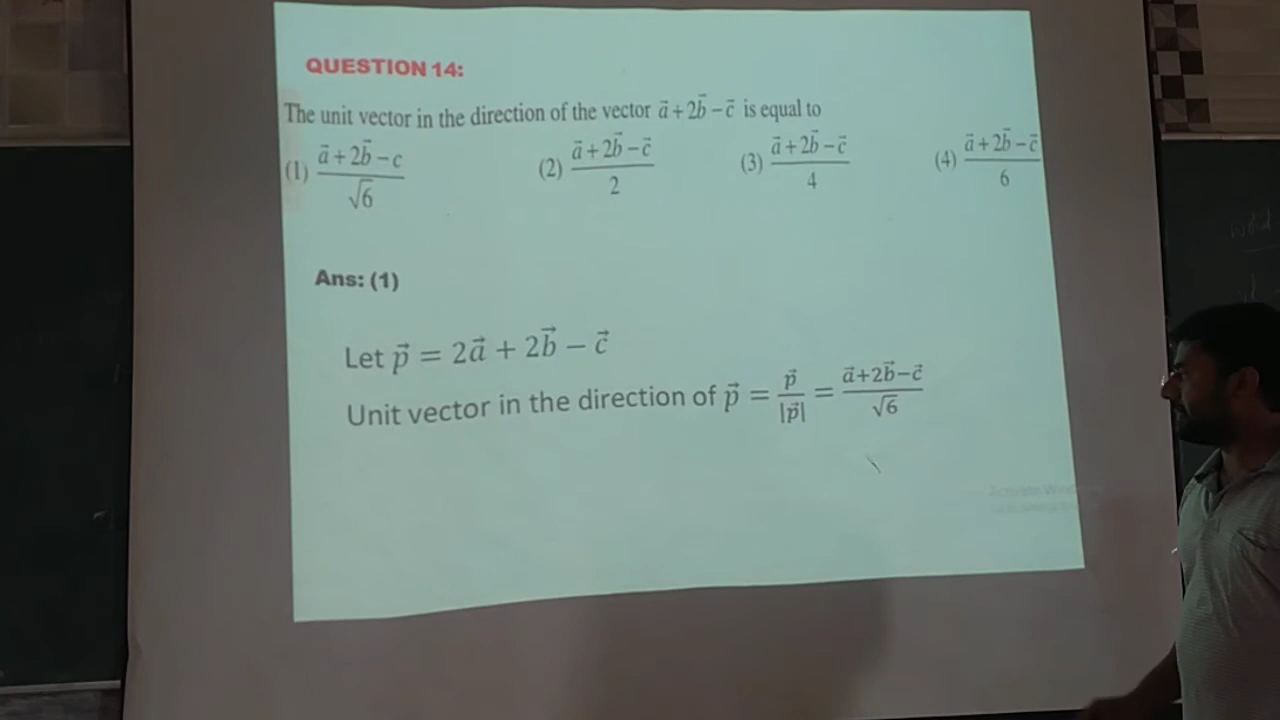 QUESTION 14:
The unit vector in the direction of the vector a⃗ + 2b⃗ – c⃗ is equal to
(1) (a⃗ + 2b⃗ – c)/√6 (2) (a⃗ + 2b⃗ – c⃗)/2 (3) (a⃗ + 2b⃗ – c⃗)/4 (4) (a⃗ + 2b⃗ – c⃗)/6
Ans: (1)
Let p⃗ = 2a⃗ + 2b⃗ − c⃗
Unit vector in the direction of p⃗ = p⃗/|p⃗| = (a⃗+2b⃗−c⃗)/√6